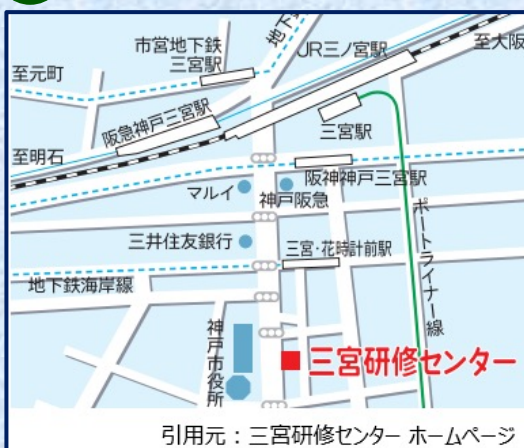 市営地下鉄
三宮駅
地下
JR三ノ宮駅
至大阪
至元町
阪急神戸三宮駅
三宮駅
至明石
阪神神戸三宮駅
マルイ
神戸阪急
ポートライナー線
三井住友銀行
三宮・花時計前駅
地下鉄海岸線
神戸市役所
三宮研修センター
引用元：三宮研修センター ホームページ